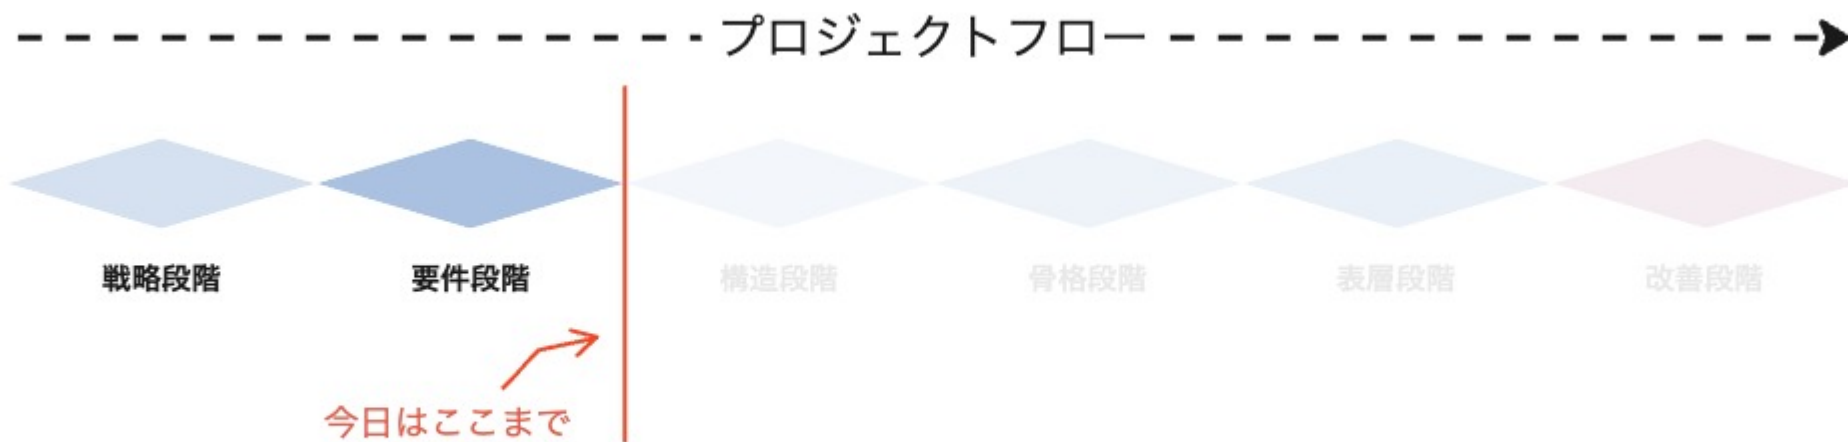 プロジェクトフロー
戦略段階
要件段階
構造段階
骨格段階
表層段階
改善段階
今日はここまで